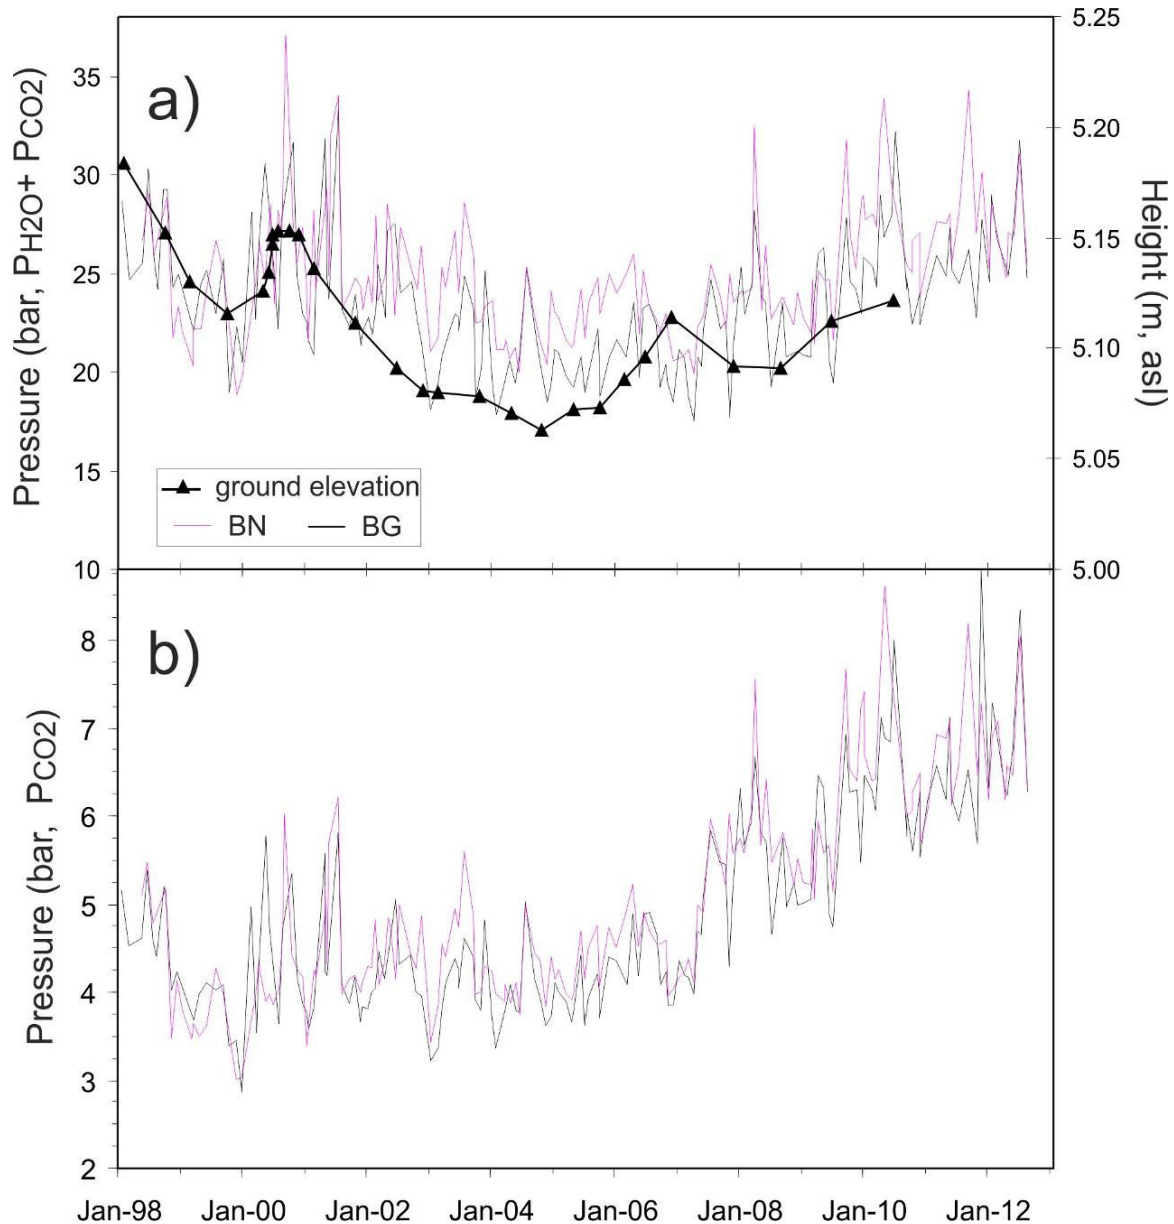 a)
Pressure (bar, PH2O+ PCO2)
35
30
25
20
15
10
5.25
5.20
5.15
5.10
5.05
5.00
Height (m, asl)
ground elevation
BN BG
b)
Pressure (bar, PCO2)
8
7
6
5
4
3
2
Jan-98 Jan-00 Jan-02 Jan-04 Jan-06 Jan-08 Jan-10 Jan-12